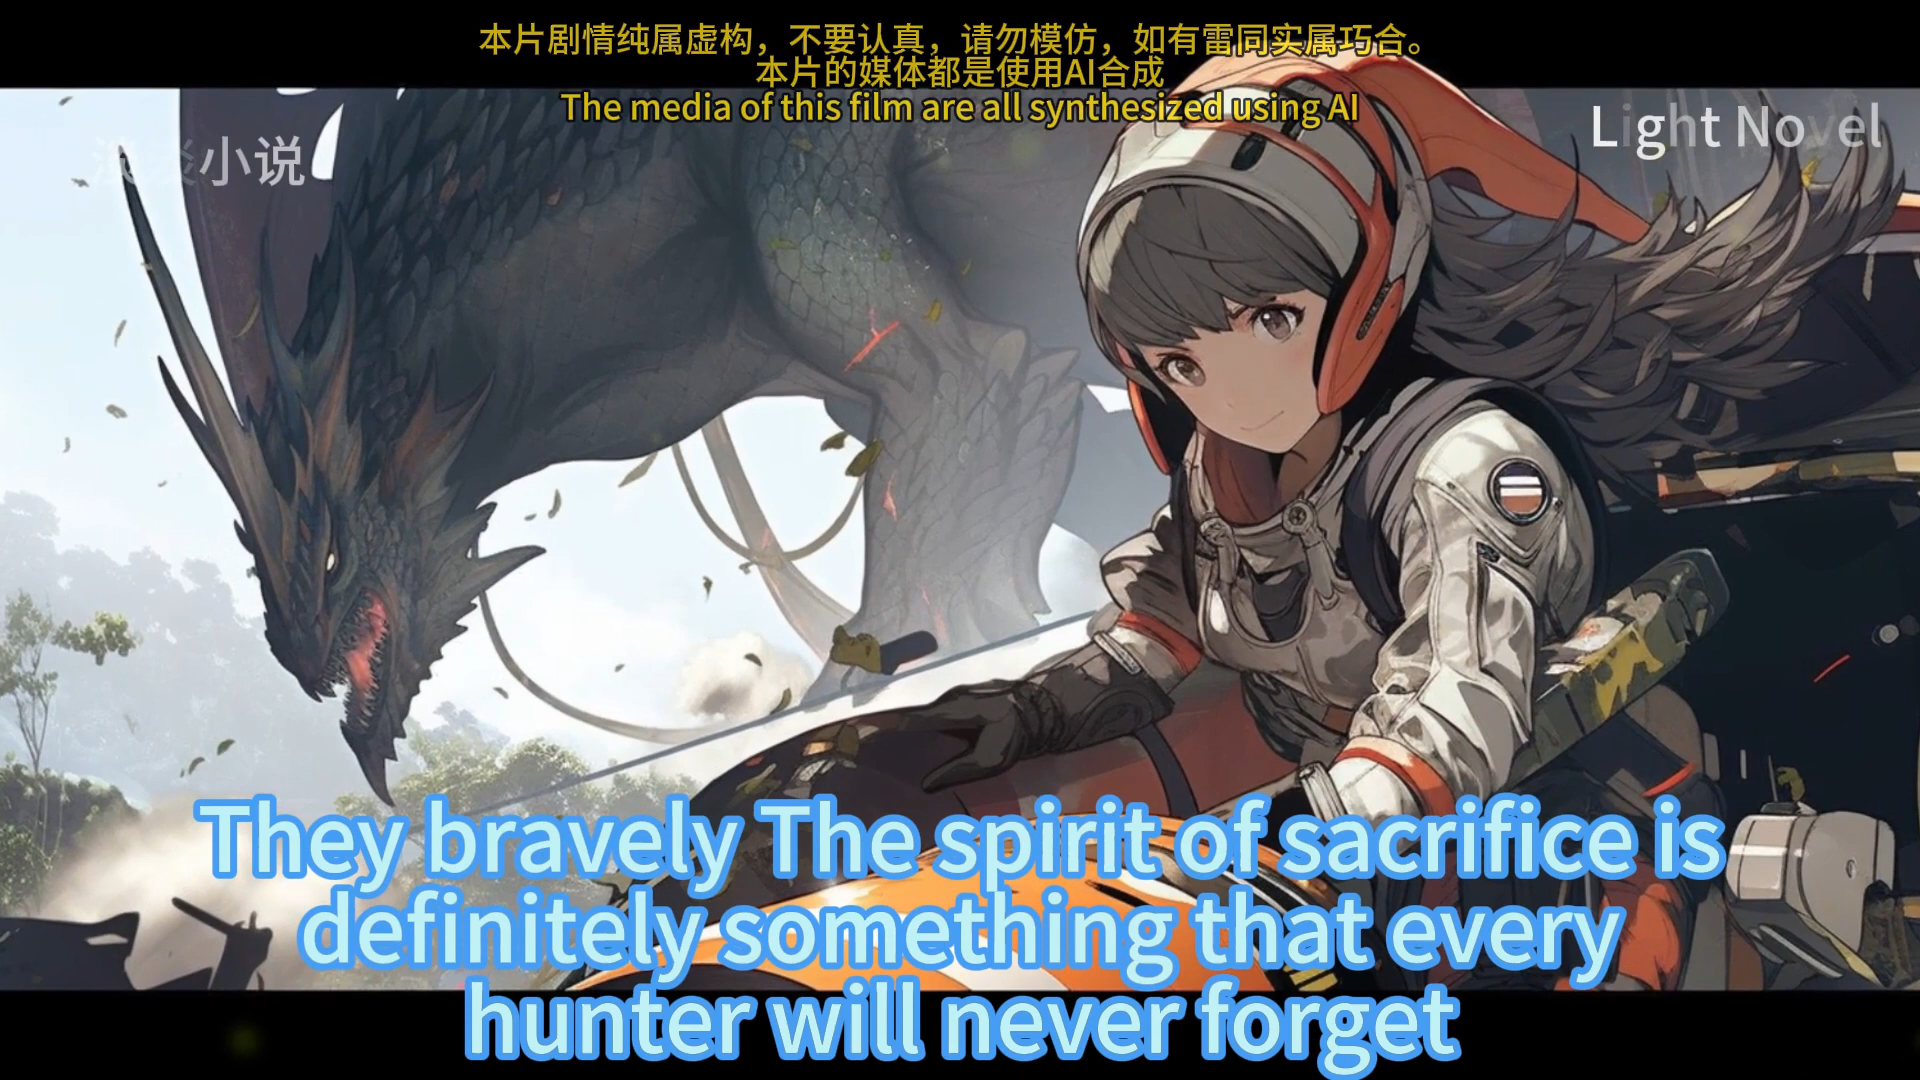 本片剧情纯属虚构，不要认真，请勿模仿，如有雷同实属巧合。
本片的媒体都是使用AI合成
The media of this film are all synthesized using AI
小说
Light Novel
They bravely The spirit of sacrifice is
definitely something that every
hunter will never forget